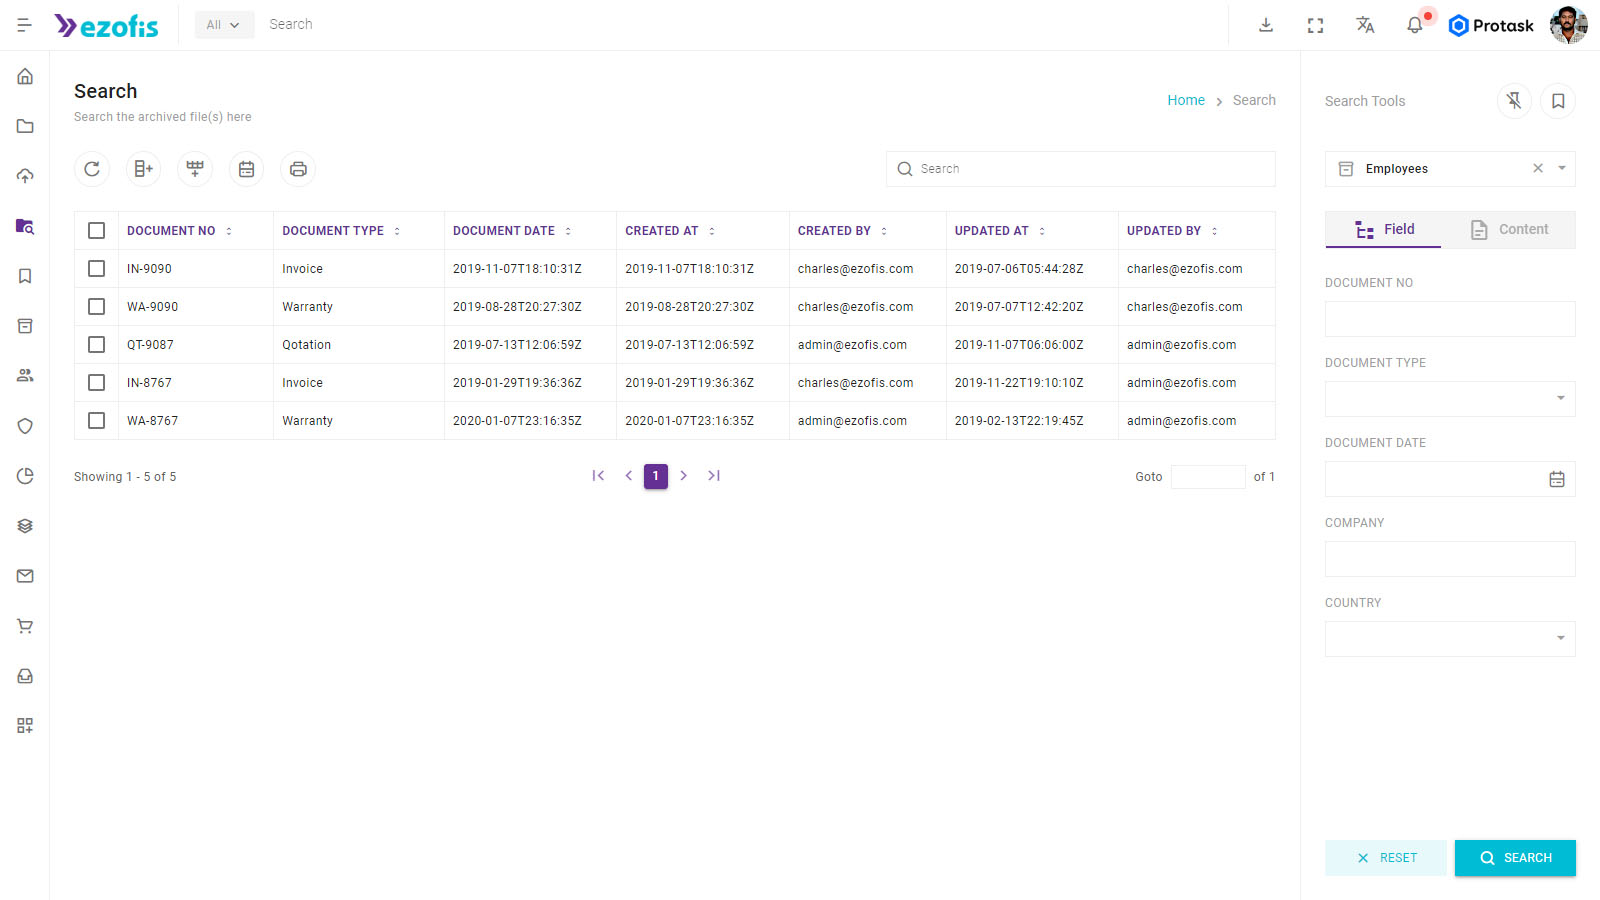 ezofis
All
Search
Protask
Search
Search the archived file(s) here
Home
Search
Search
DOCUMENT NO
DOCUMENT TYPE
DOCUMENT DATE
CREATED AT
CREATED BY
UPDATED AT
UPDATED BY
IN-9090
Invoice
2019-11-07T18:10:31Z
2019-11-07T18:10:31Z
charles@ezofis.com
2019-07-06T05:44:28Z
charles@ezofis.com
WA-9090
Warranty
2019-08-28T20:27:30Z
2019-08-28T20:27:30Z
charles@ezofis.com
2019-07-07T12:42:20Z
charles@ezofis.com
QT-9087
Qotation
2019-07-13T12:06:59Z
2019-07-13T12:06:59Z
admin@ezofis.com
2019-11-07T06:06:00Z
admin@ezofis.com
IN-8767
Invoice
2019-01-29T19:36:36Z
2019-01-29T19:36:36Z
charles@ezofis.com
2019-11-22T19:10:10Z
admin@ezofis.com
WA-8767
Warranty
2020-01-07T23:16:35Z
2020-01-07T23:16:35Z
admin@ezofis.com
2019-02-13T22:19:45Z
admin@ezofis.com
Showing 1 - 5 of 5
1
Goto
of 1
Search Tools
Employees
Field
Content
DOCUMENT NO
DOCUMENT TYPE
DOCUMENT DATE
COMPANY
COUNTRY
RESET
SEARCH